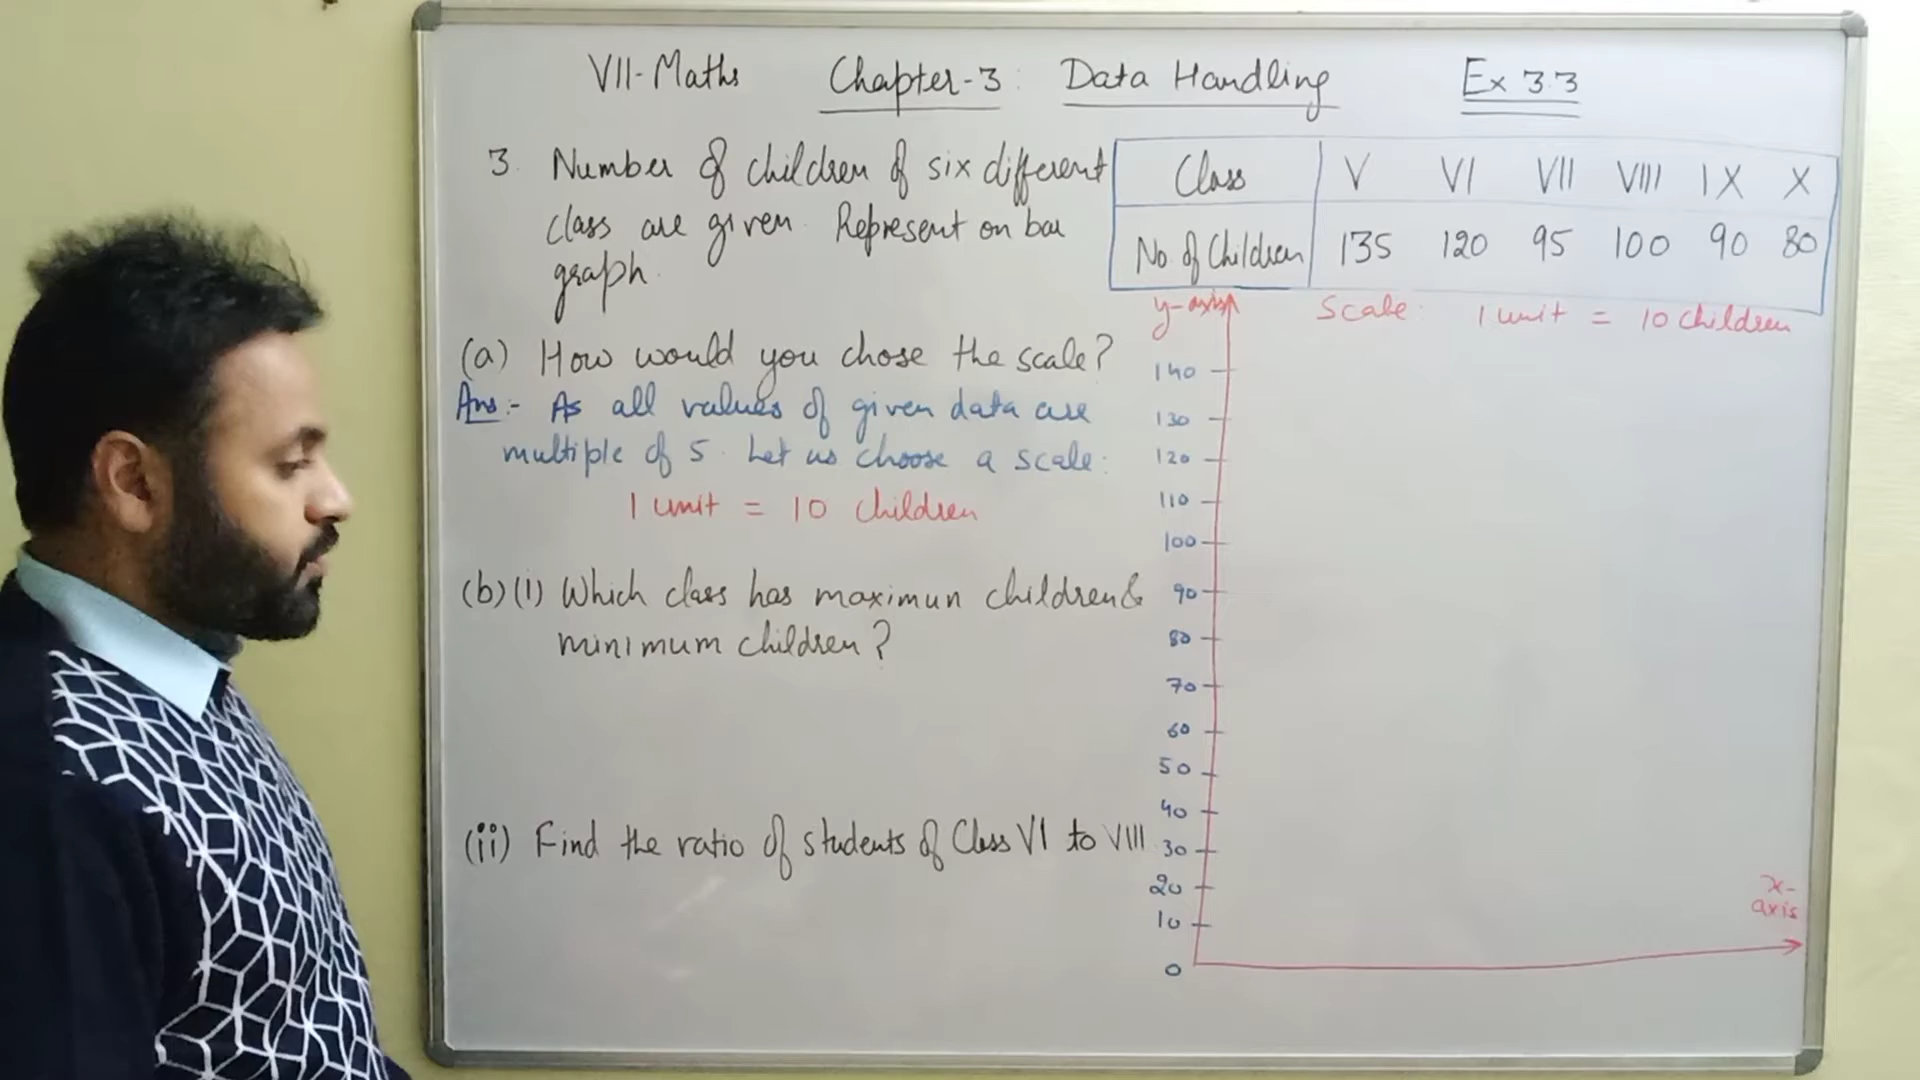 VII-Maths Chapter-3: Data Handling Ex 3.3
3. Number of children of six different
class are given. Represent on bar
graph.
Class V VI VII VIII IX X
No. of Children 135 120 95 100 90 80
(a) How would you chose the scale?
Ans:- As all values of given data are
multiple of 5. Let us choose a scale:
1 unit = 10 children
(b) (i) Which class has maximun children &
minimum children?
(ii) Find the ratio of students of Class VI to VIII
y-axis
Scale: 1 unit = 10 children
140
130
120
110
100
90
80
70
60
50
40
30
20
10
0
x-
axis